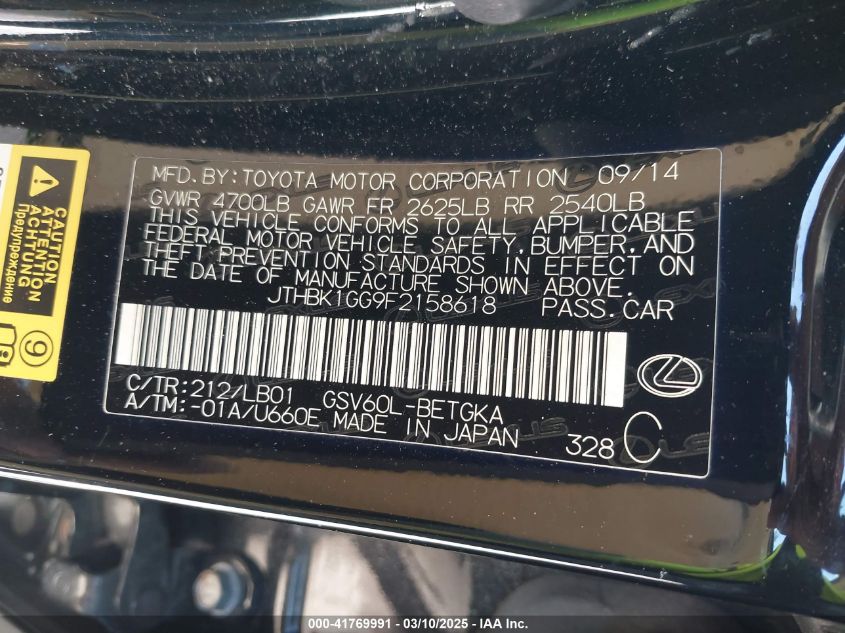 MFD.BY:TOYOTA MOTOR CORPORATION 09/14
GVWR 4700LB GAWR FR 2625LB RR 2540LB
THIS VEHICLE CONFORMS TO ALL APPLICABLE
FEDERAL MOTOR VEHICLE SAFETY,BUMPER,AND
THEFT PREVENTION STANDARDS IN EFFECT ON
THE DATE OF MANUFACTURE SHOWN ABOVE.
JTHBK1GG9F2158618 PASS.CAR
C/TR:212/LB01 GSV60L-BETGKA
A/TM:-01A/U660E MADE IN JAPAN 328 C
CAUTION
ATTENTION
ACHTUNG
Предупреждение
9
000-41769991 - 03/10/2025 - IAA Inc.